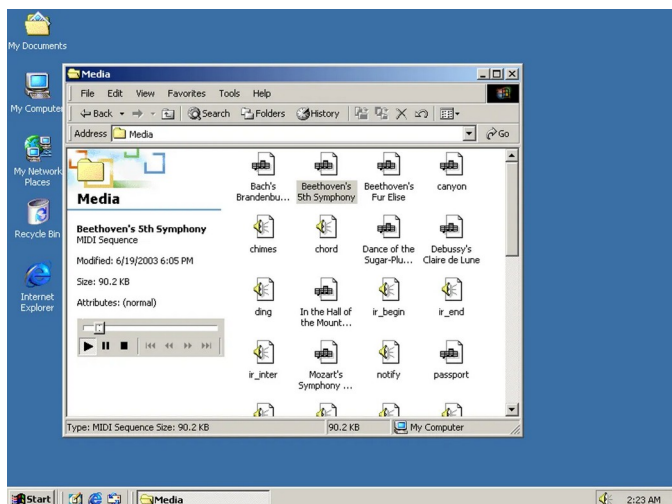 My Documents
My Computer
My Network
Places
Recycle Bin
Internet
Explorer
Media
File Edit View Favorites Tools Help
Back Search Folders History
Address Media Go
Media
Beethoven's 5th Symphony
MIDI Sequence
Modified: 6/19/2003 6:05 PM
Size: 90.2 KB
Attributes: (normal)
Bach's
Brandenbu...
Beethoven's
5th Symphony
Beethoven's
Fur Elise
canyon
chimes
chord
Dance of the
Sugar-Plu...
Debussy's
Claire de Lune
ding
In the Hall of
the Mount...
ir_begin
ir_end
ir_inter
Mozart's
Symphony ...
notify
passport
Type: MIDI Sequence Size: 90.2 KB 90.2 KB My Computer
Start Media 2:23 AM